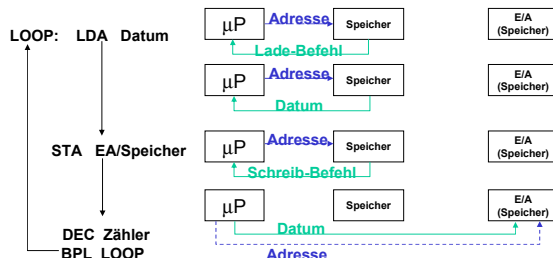 LOOP: LDA Datum
µP Adresse Speicher E/A (Speicher)
Lade-Befehl
µP Adresse Speicher E/A (Speicher)
Datum
STA EA/Speicher
µP Adresse Speicher E/A (Speicher)
Schreib-Befehl
µP Speicher E/A (Speicher)
Datum
DEC Zähler
BPL LOOP
Adresse